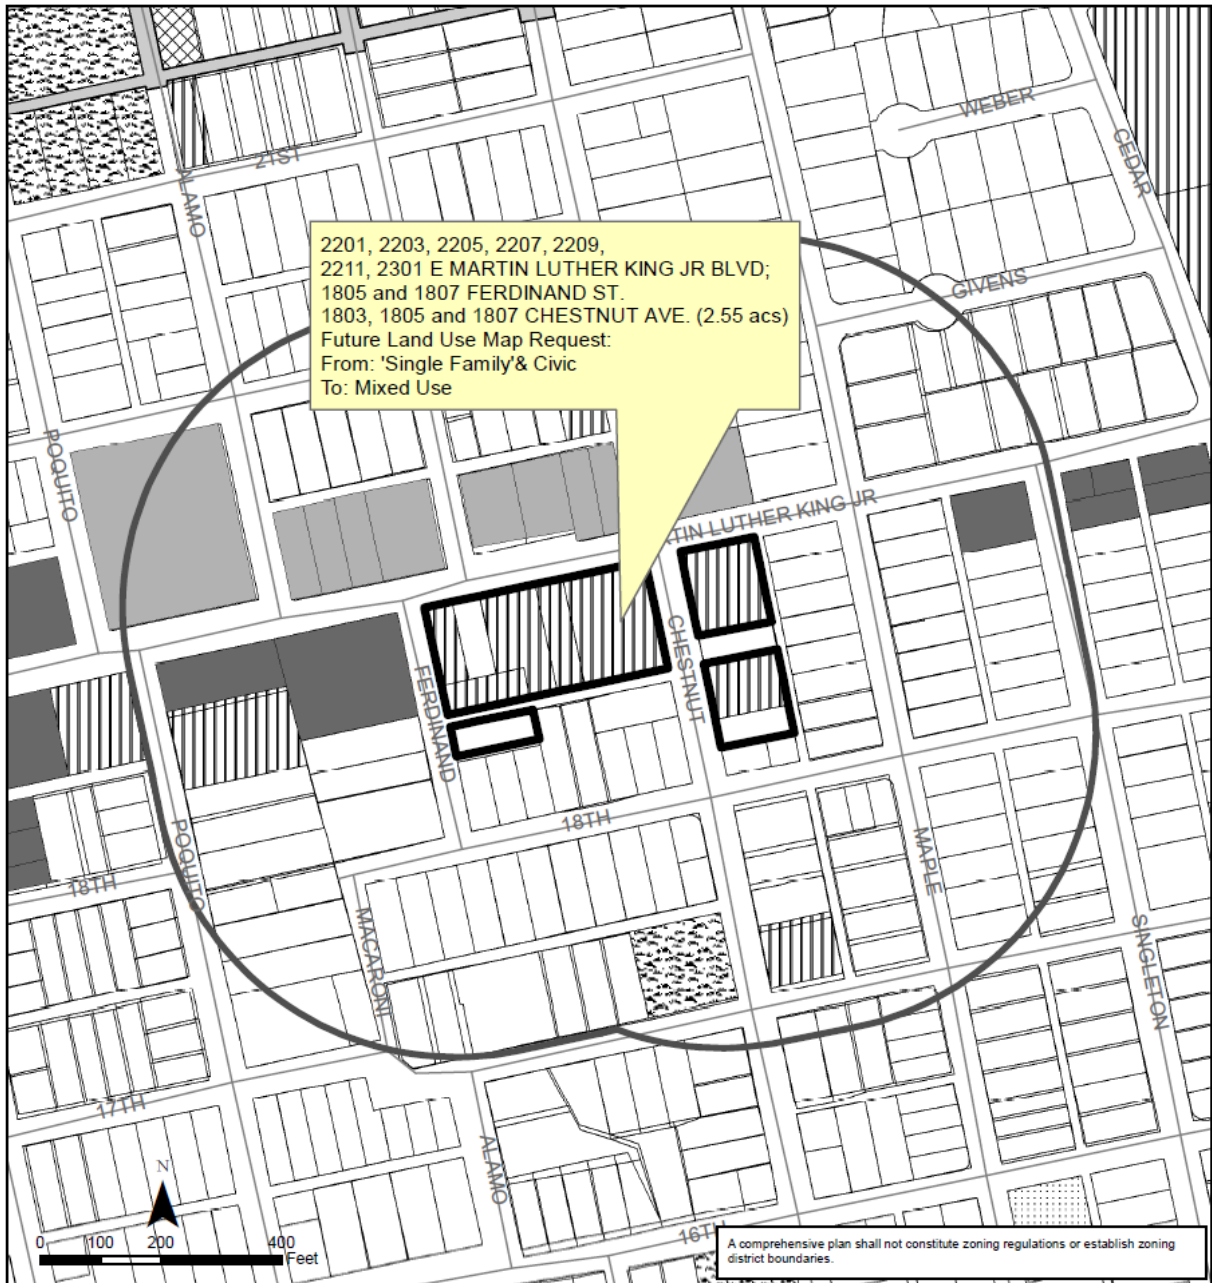 WEBER
CEDAR
21ST
ALAMO
2201, 2203, 2205, 2207, 2209,
2211, 2301 E MARTIN LUTHER KING JR BLVD;
1805 and 1807 FERDINAND ST.
1803, 1805 and 1807 CHESTNUT AVE. (2.55 acs)
Future Land Use Map Request:
From: 'Single Family'& Civic
To: Mixed Use
GIVENS
POQUITO
TIN LUTHER KING JR
CHESTNUT
FERDINAND
18TH
POQUITO
18TH
MAPLE
MACARONI
SINGLETON
17TH
ALAMO
N
16TH
0 100 200 400
Feet
A comprehensive plan shall not constitute zoning regulations or establish zoning
district boundaries.